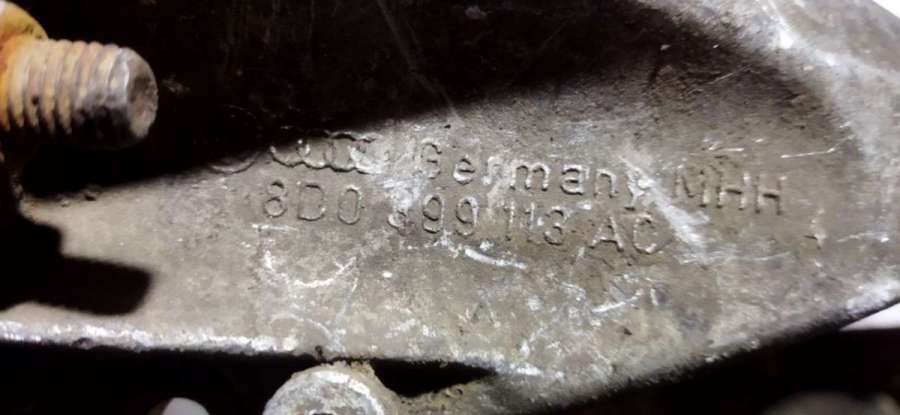 Germany MHH
8D0 399 113 AC